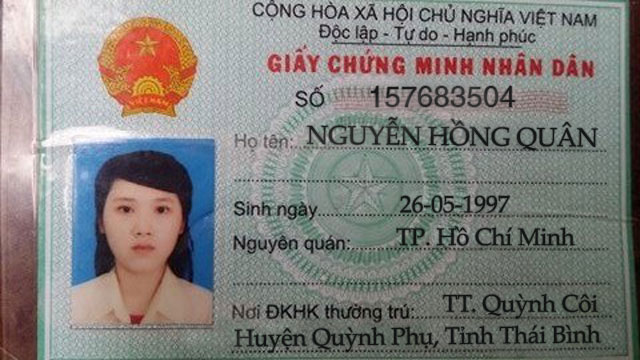 CỘNG HÒA XÃ HỘI CHỦ NGHĨA VIỆT NAM
Độc lập - Tự do - Hạnh phúc
GIẤY CHỨNG MINH NHÂN DÂN
SỐ 157683504
Họ tên: NGUYỄN HỒNG QUÂN
Sinh ngày 26-05-1997
Nguyên quán: TP. Hồ Chí Minh
Nơi ĐKHK thường trú: TT. Quỳnh Côi
Huyện Quỳnh Phụ, Tỉnh Thái Bình
VIỆT NAM